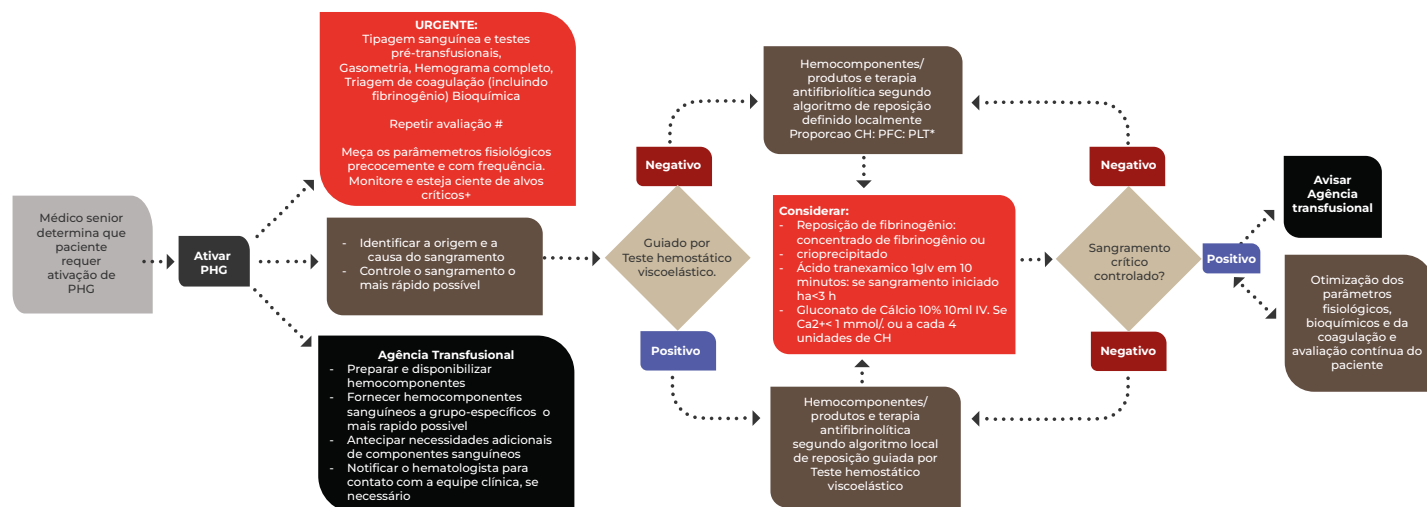 Médico senior
determina que
paciente
requer
ativação de
PHG
Ativar
PHG
URGENTE:
Tipagem sanguínea e testes
pré-transfusionais,
Gasometria, Hemograma completo,
Triagem de coagulação (incluindo
fibrinogênio) Bioquímica
Repetir avaliação #
Meça os parâmemetros fisiológicos
precocemente e com frequência.
Monitore e esteja ciente de alvos
críticos+
- Identificar a origem e a
causa do sangramento
- Controle o sangramento o
mais rápido possível
Agência Transfusional
- Preparar e disponibilizar
hemocomponentes
- Fornecer hemocomponentes
sanguíneos a grupo-específicos o
mais rapido possivel
- Antecipar necessidades adicionais
de componentes sanguíneos
- Notificar o hematologista para
contato com a equipe clínica, se
necessário
Negativo
Guiado por
Teste hemostático
viscoelástico.
Positivo
Hemocomponentes/
produtos e terapia
antifibriolítica segundo
algoritmo de reposição
definido localmente
Proporcao CH: PFC: PLT*
Considerar:
- Reposição de fibrinogênio:
concentrado de fibrinogênio ou
- crioprecipitado
- Ácido tranexamico 1gIv em 10
minutos: se sangramento iniciado
ha<3 h
- Gluconato de Cálcio 10% 10ml IV. Se
Ca2+< 1 mmol/. ou a cada 4
unidades de CH
Hemocomponentes/
produtos e terapia
antifibrinolítica
segundo algoritmo local
de reposição guiada por
Teste hemostático
viscoelástico
Negativo
Sangramento
crítico
controlado?
Positivo
Negativo
Avisar
Agência
transfusional
Otimização dos
parâmetros
fisiológicos,
bioquímicos e da
coagulação e
avaliação contínua do
paciente